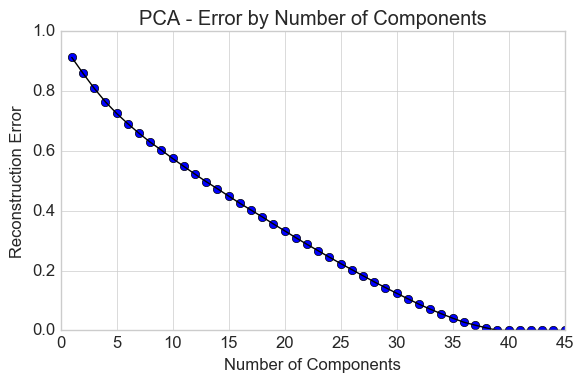 PCA - Error by Number of Components
1.0
0.8
0.6
0.4
0.2
0.0
Reconstruction Error
0 5 10 15 20 25 30 35 40 45
Number of Components